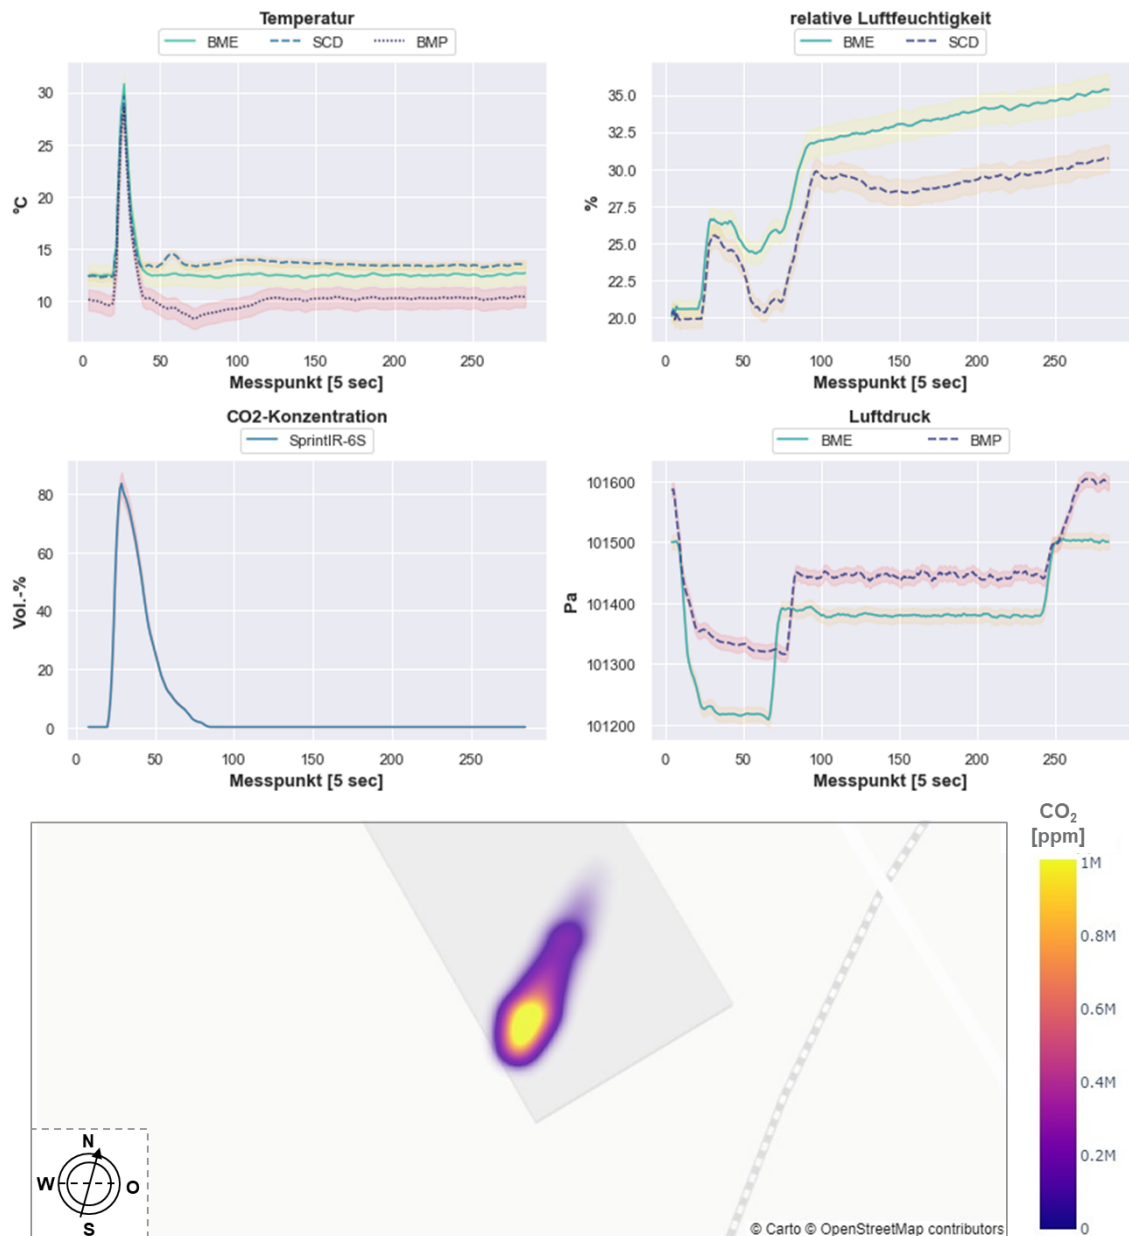 Temperatur
BME SCD BMP
°C
30
25
20
15
10
0 50 100 150 200 250
Messpunkt [5 sec]
relative Luftfeuchtigkeit
BME SCD
%
35.0
32.5
30.0
27.5
25.0
22.5
20.0
0 50 100 150 200 250
Messpunkt [5 sec]
CO2-Konzentration
SprintIR-6S
Vol.-%
80
60
40
20
0
0 50 100 150 200 250
Messpunkt [5 sec]
Luftdruck
BME BMP
Pa
101600
101500
101400
101300
101200
0 50 100 150 200 250
Messpunkt [5 sec]
CO₂
[ppm]
1M
0.8M
0.6M
0.4M
0.2M
0
N
W O
S
© Carto © OpenStreetMap contributors